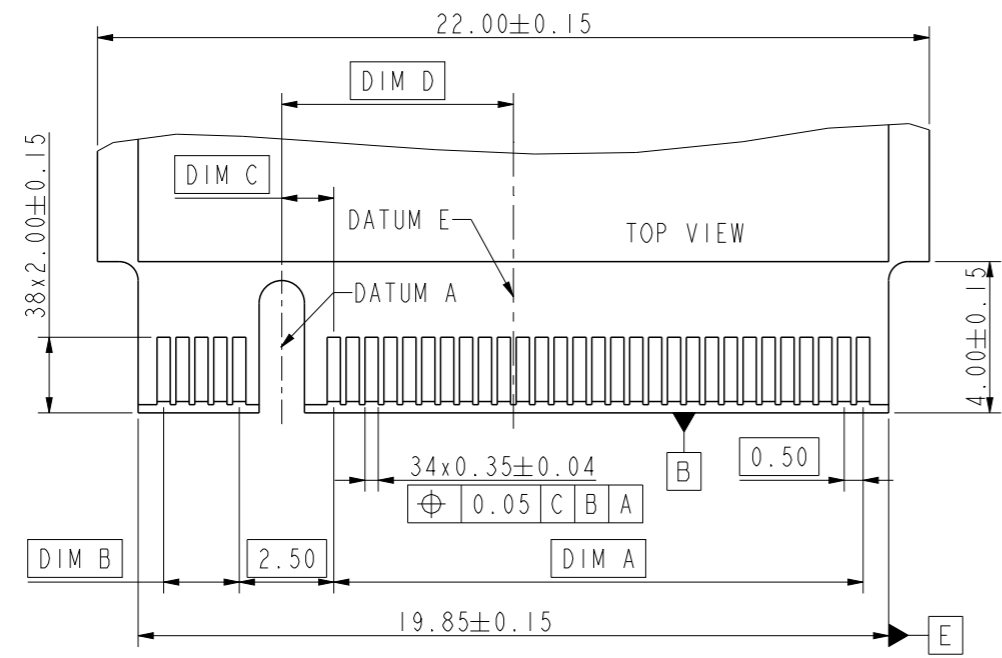 22.00±0.15
DIM D
38x2.00±0.15
DIM C
DATUM E
TOP VIEW
DATUM A
4.00±0.15
34x0.35±0.04
⌖ 0.05 C B A
B
0.50
DIM B
2.50
DIM A
19.85±0.15
E